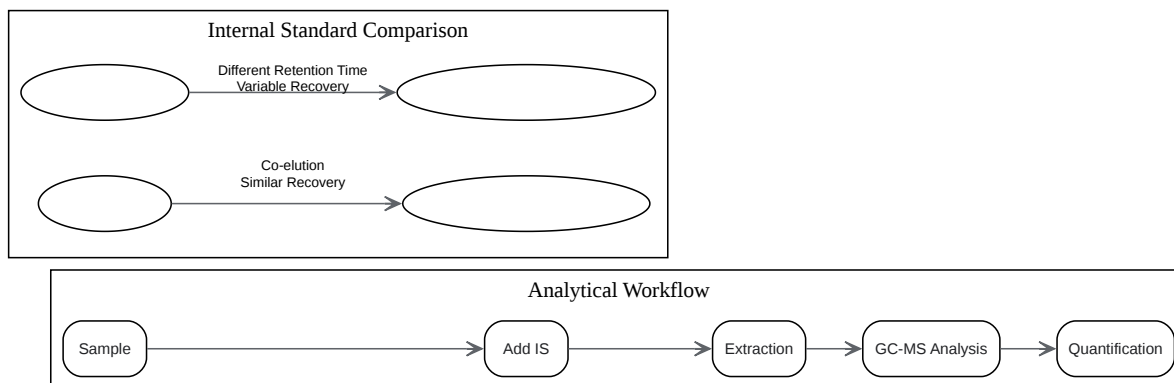 Internal Standard Comparison
Different Retention Time
Variable Recovery
Co-elution
Similar Recovery
Analytical Workflow
Sample
Add IS
Extraction
GC-MS Analysis
Quantification